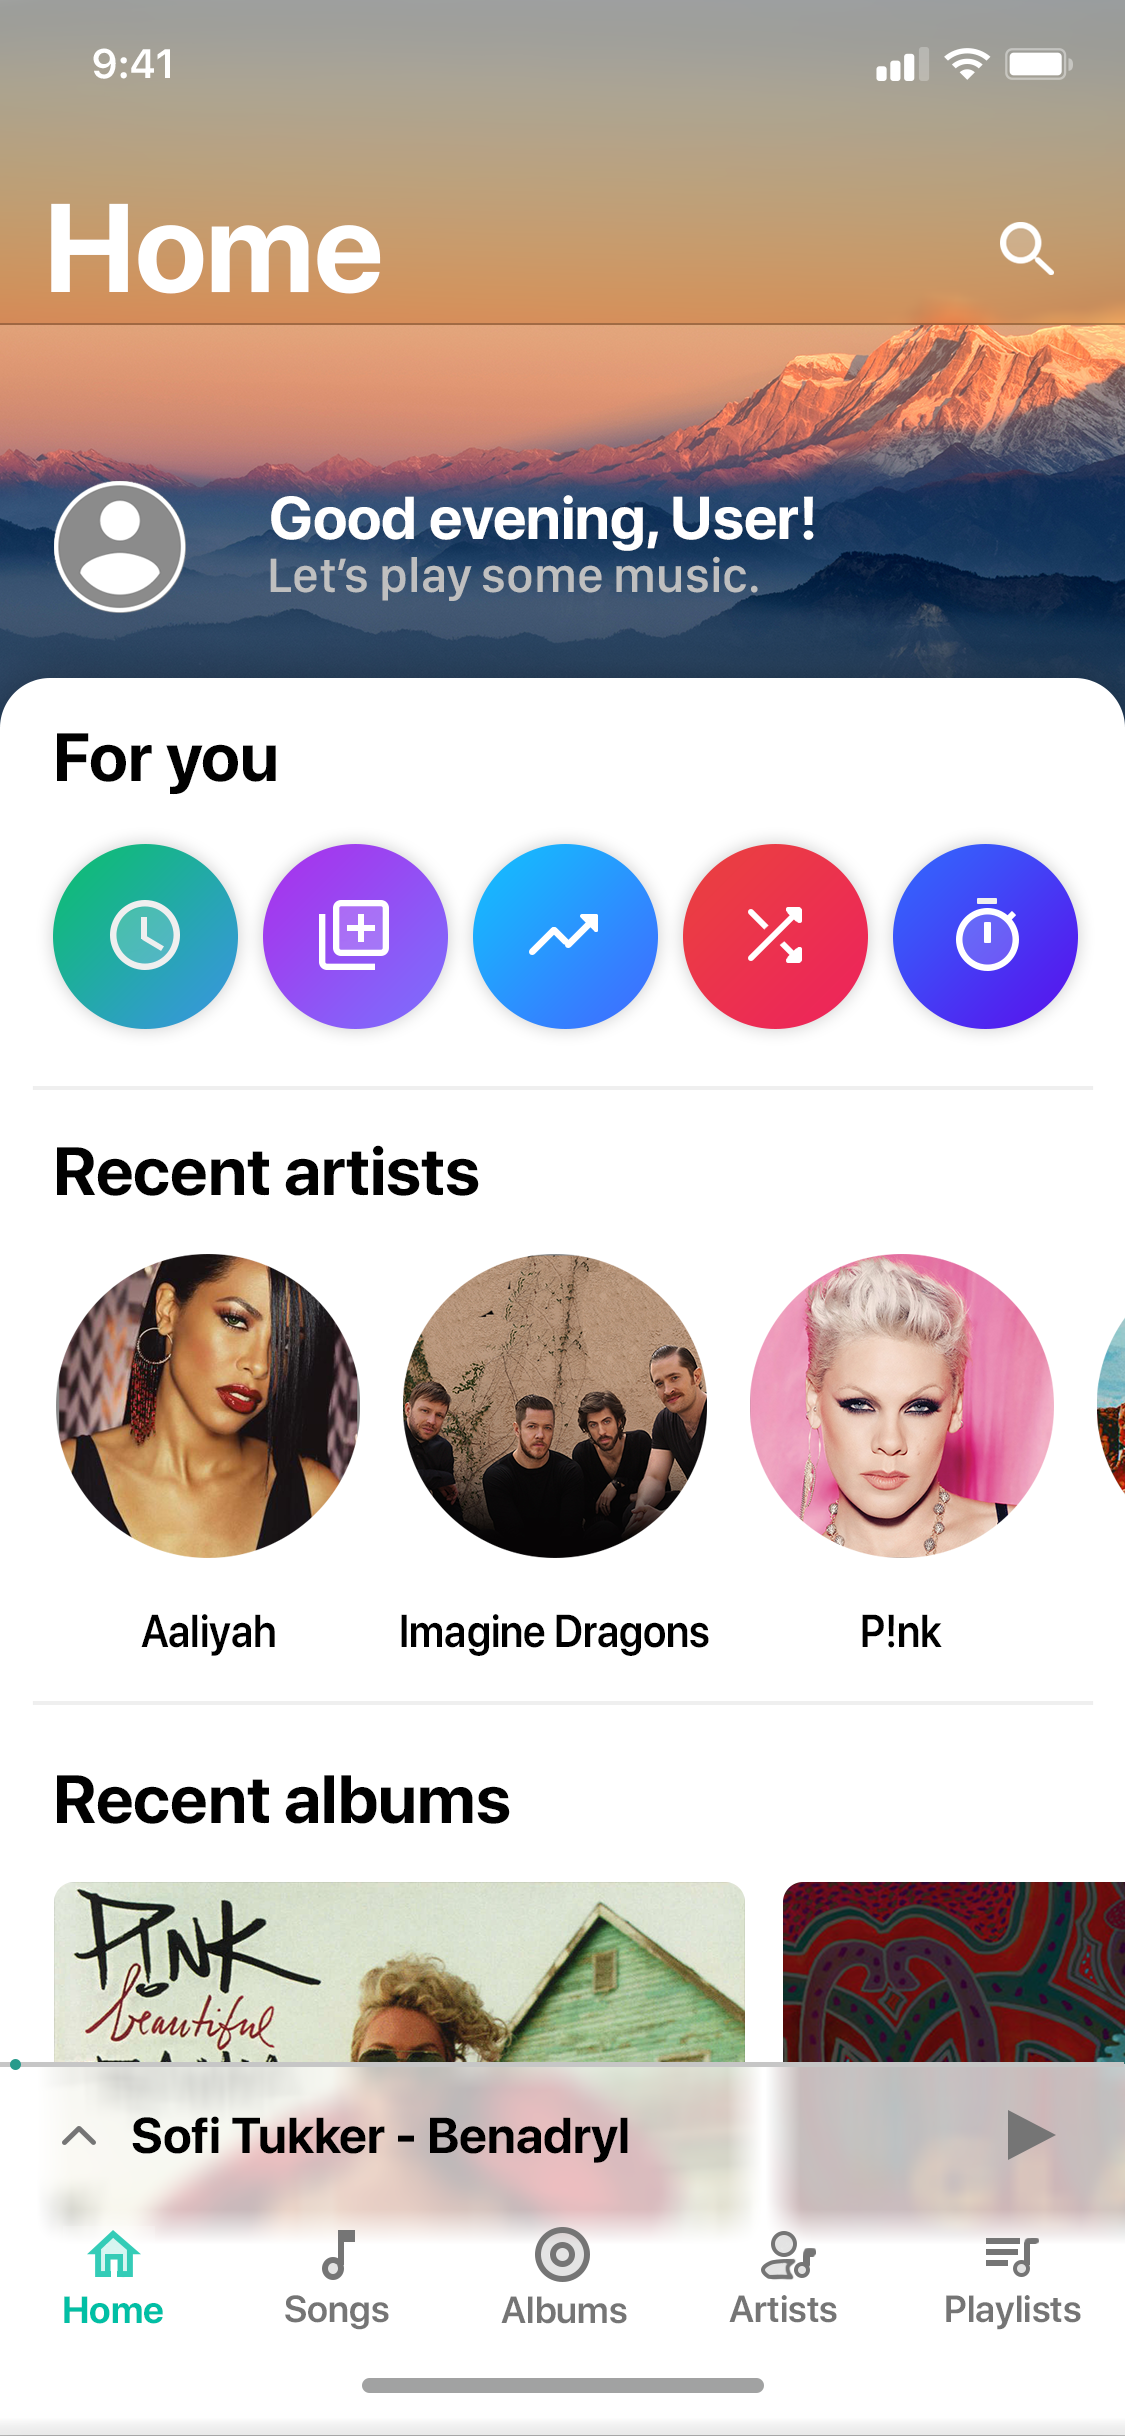 9:41
Home
Good evening, User!
Let's play some music.
For you
Recent artists
Aaliyah
Imagine Dragons
P!nk
Recent albums
P!NK
beautiful
Sofi Tukker - Benadryl
Home
Songs
Albums
Artists
Playlists